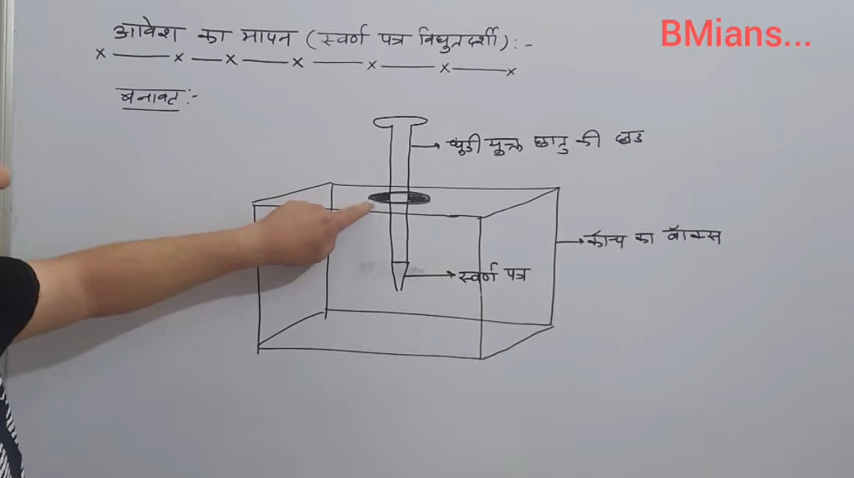 आवेश का मापन (स्वर्ण पत्र विधुतदर्शी):-
BMians...
बनावट:-
घुंडी युक्त धातु की छड
काँच का बॉक्स
स्वर्ण पत्र